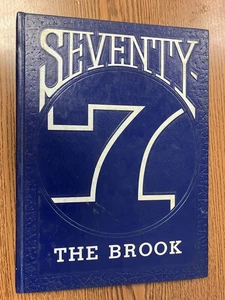 SEVENTY-
7
THE BROOK